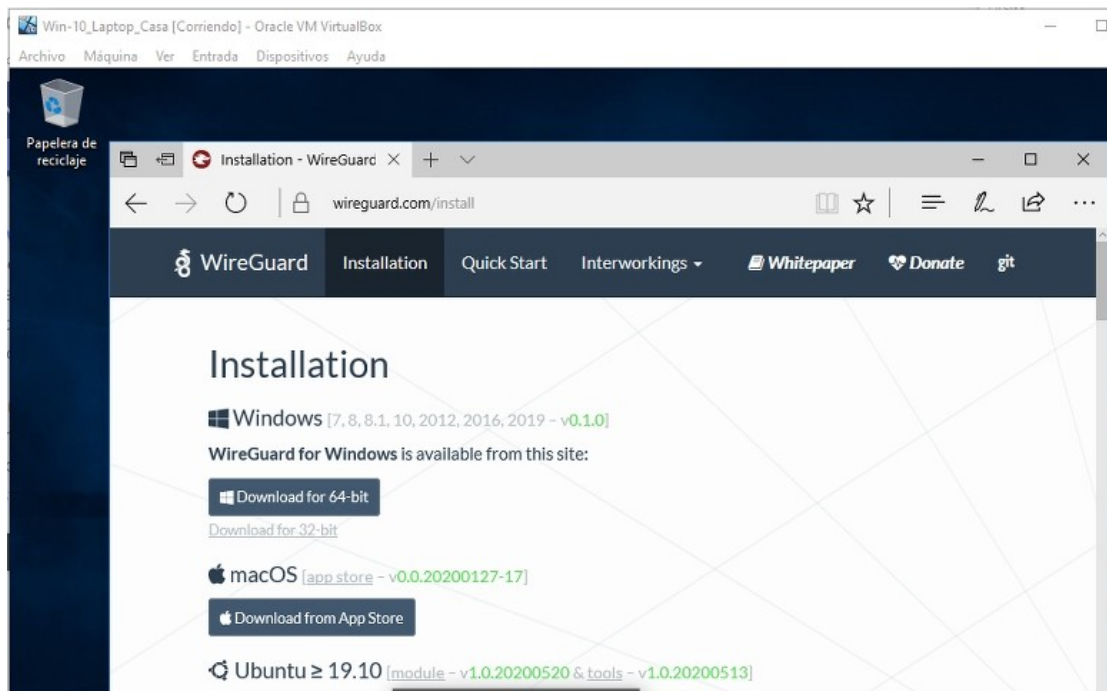 Win-10_Laptop_Casa [Corriendo] - Oracle VM VirtualBox
Archivo Máquina Ver Entrada Dispositivos Ayuda
Papelera de
reciclaje
Installation - WireGuard
wireguard.com/install
WireGuard Installation Quick Start Interworkings Whitepaper Donate git
Installation
Windows [7, 8, 8.1, 10, 2012, 2016, 2019 – v0.1.0]
WireGuard for Windows is available from this site:
Download for 64-bit
Download for 32-bit
macOS [app store – v0.0.20200127-17]
Download from App Store
Ubuntu ≥ 19.10 [module – v1.0.20200520 & tools – v1.0.20200513]